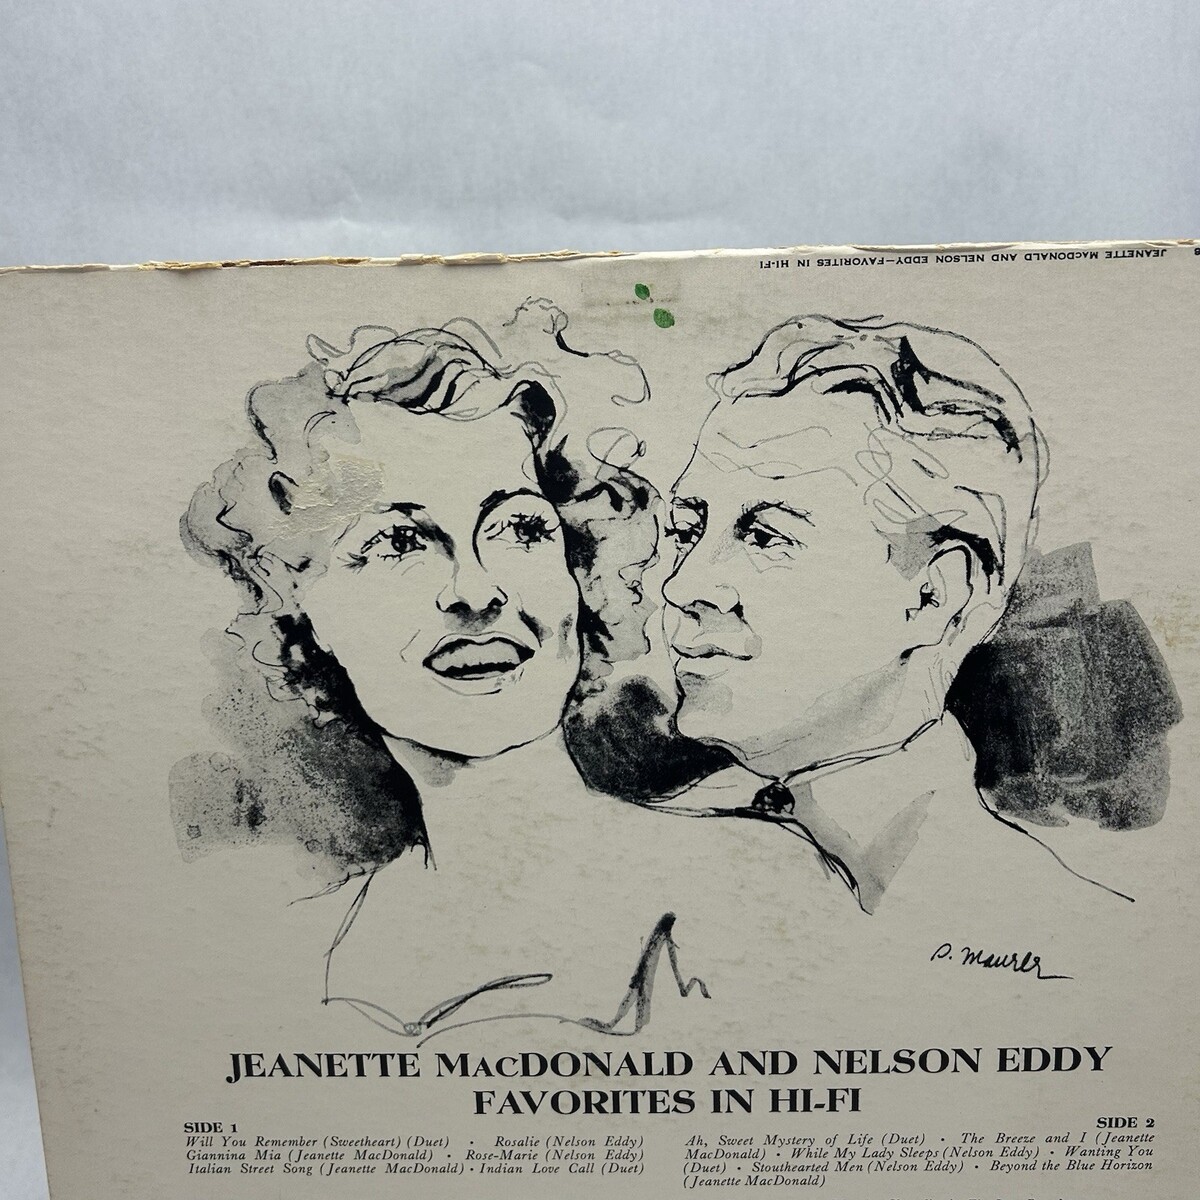 JEANETTE MacDONALD AND NELSON EDDY—FAVORITES IN HI-FI
S. Maurer
JEANETTE MacDONALD AND NELSON EDDY
FAVORITES IN HI-FI
SIDE 1
Will You Remember (Sweetheart) (Duet) • Rosalie (Nelson Eddy)
Giannina Mia (Jeanette MacDonald) • Rose-Marie (Nelson Eddy)
Italian Street Song (Jeanette MacDonald) • Indian Love Call (Duet)
SIDE 2
Ah, Sweet Mystery of Life (Duet) • The Breeze and I (Jeanette
MacDonald) • While My Lady Sleeps (Nelson Eddy) • Wanting You
(Duet) • Stouthearted Men (Nelson Eddy) • Beyond the Blue Horizon
(Jeanette MacDonald)